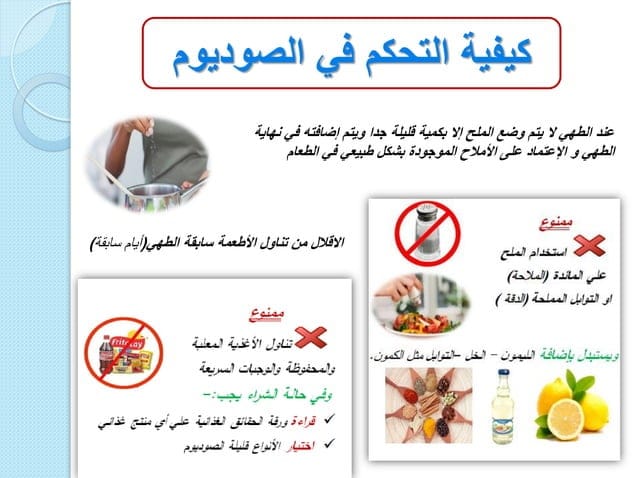 كيفية التحكم في الصوديوم
عند الطهي لا يتم وضع الملح إلا بكمية قليلة جدا ويتم إضافته في نهاية
الطهي و الإعتماد على الأملاح الموجودة بشكل طبيعي في الطعام
الاقلال من تناول الأطعمة سابقة الطهي(أيام سابقة)
ممنوع
استخدام الملح
علي المائدة (الملاحة)
او التوابل المملحة (الدقة )
ويستبدل بإضافة الليمون – الخل –التوابل مثل الكمون.
ممنوع
تناول الأغذية المعلبة
والمحفوظة والوجبات السريعة
وفي حالة الشراء يجب:-
✓ قراءة ورقة الحقائق الغذائية علي أي منتج غذائي
✓ اختيار الأنواع قليلة الصوديوم